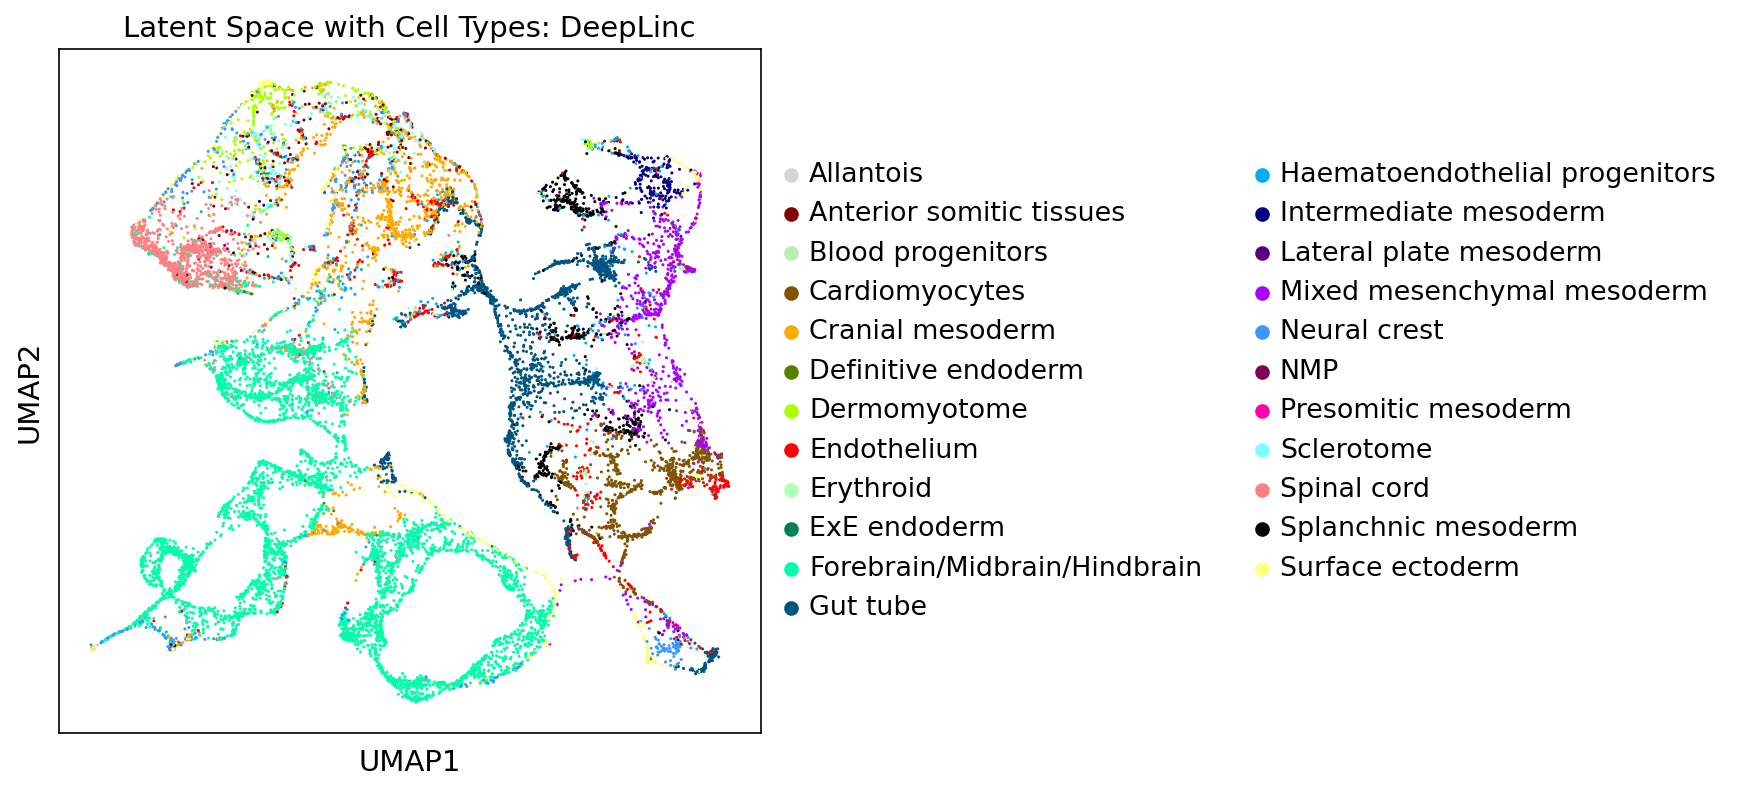 Latent Space with Cell Types: DeepLinc
UMAP2
UMAP1
Allantois
Anterior somitic tissues
Blood progenitors
Cardiomyocytes
Cranial mesoderm
Definitive endoderm
Dermomyotome
Endothelium
Erythroid
ExE endoderm
Forebrain/Midbrain/Hindbrain
Gut tube
Haematoendothelial progenitors
Intermediate mesoderm
Lateral plate mesoderm
Mixed mesenchymal mesoderm
Neural crest
NMP
Presomitic mesoderm
Sclerotome
Spinal cord
Splanchnic mesoderm
Surface ectoderm